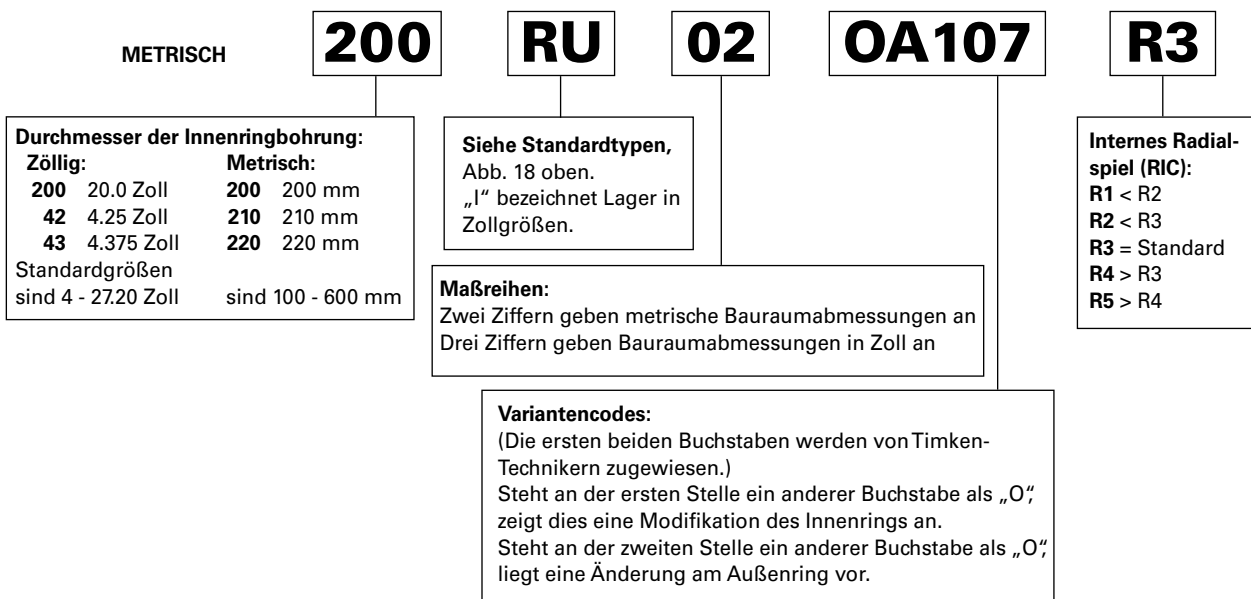 METRISCH 200 RU 02 OA107 R3
Durchmesser der Innenringbohrung:
Zöllig: Metrisch:
200 20.0 Zoll 200 200 mm
42 4.25 Zoll 210 210 mm
43 4.375 Zoll 220 220 mm
Standardgrößen
sind 4 - 27.20 Zoll sind 100 - 600 mm
Siehe Standardtypen,
Abb. 18 oben.
„I“ bezeichnet Lager in
Zollgrößen.
Internes Radial-
spiel (RIC):
R1 < R2
R2 < R3
R3 = Standard
R4 > R3
R5 > R4
Maßreihen:
Zwei Ziffern geben metrische Bauraumabmessungen an
Drei Ziffern geben Bauraumabmessungen in Zoll an
Variantencodes:
(Die ersten beiden Buchstaben werden von Timken-
Technikern zugewiesen.)
Steht an der ersten Stelle ein anderer Buchstabe als „O“,
zeigt dies eine Modifikation des Innenrings an.
Steht an der zweiten Stelle ein anderer Buchstabe als „O“,
liegt eine Änderung am Außenring vor.